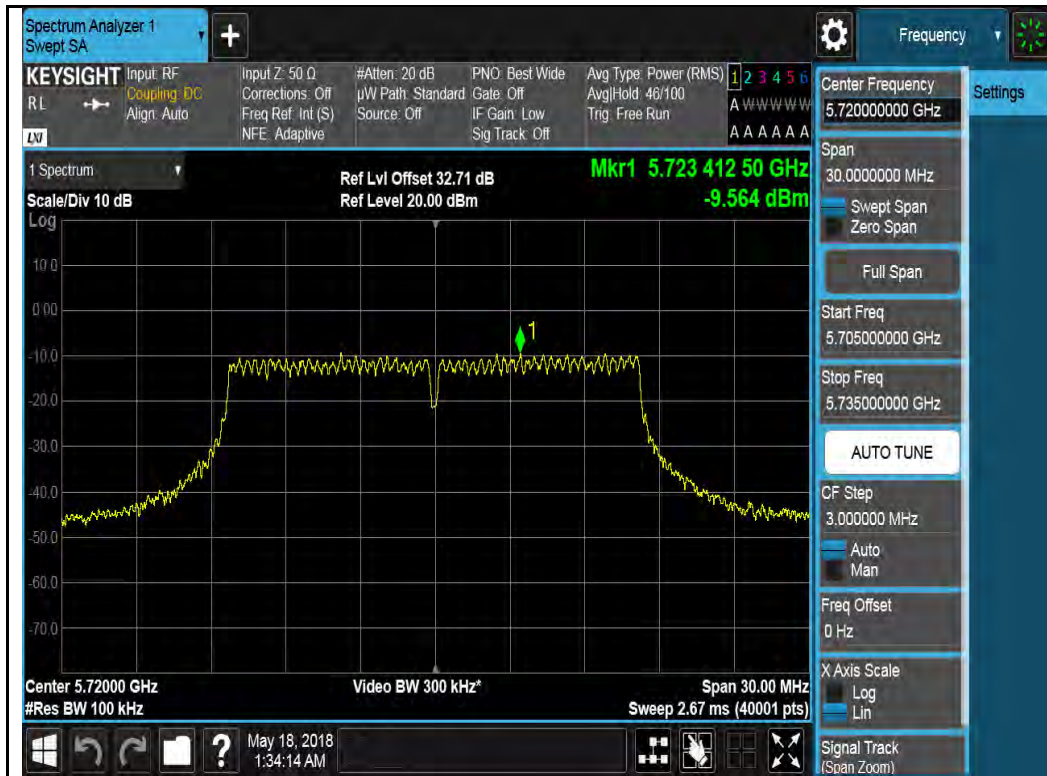 Spectrum Analyzer 1
Swept SA
Frequency
KEYSIGHT
RL
LXI
Input: RF
Coupling: DC
Align: Auto
Input Z: 50 Ω
Corrections: Off
Freq Ref: Int (S)
NFE: Adaptive
#Atten: 20 dB
µW Path: Standard
Source: Off
PNO: Best Wide
Gate: Off
IF Gain: Low
Sig Track: Off
Avg Type: Power (RMS)
Avg|Hold: 46/100
Trig: Free Run
1 2 3 4 5 6
A W W W W W
A A A A A A
1 Spectrum
Scale/Div 10 dB
Ref Lvl Offset 32.71 dB
Ref Level 20.00 dBm
Mkr1 5.723 412 50 GHz
-9.564 dBm
Log
10.0
0.00
-10.0
-20.0
-30.0
-40.0
-50.0
-60.0
-70.0
1
Center 5.72000 GHz
#Res BW 100 kHz
Video BW 300 kHz*
Span 30.00 MHz
Sweep 2.67 ms (40001 pts)
May 18, 2018
1:34:14 AM
Center Frequency
5.720000000 GHz
Span
30.0000000 MHz
Swept Span
Zero Span
Full Span
Start Freq
5.705000000 GHz
Stop Freq
5.735000000 GHz
AUTO TUNE
CF Step
3.000000 MHz
Auto
Man
Freq Offset
0 Hz
X Axis Scale
Log
Lin
Signal Track
(Span Zoom)
Settings